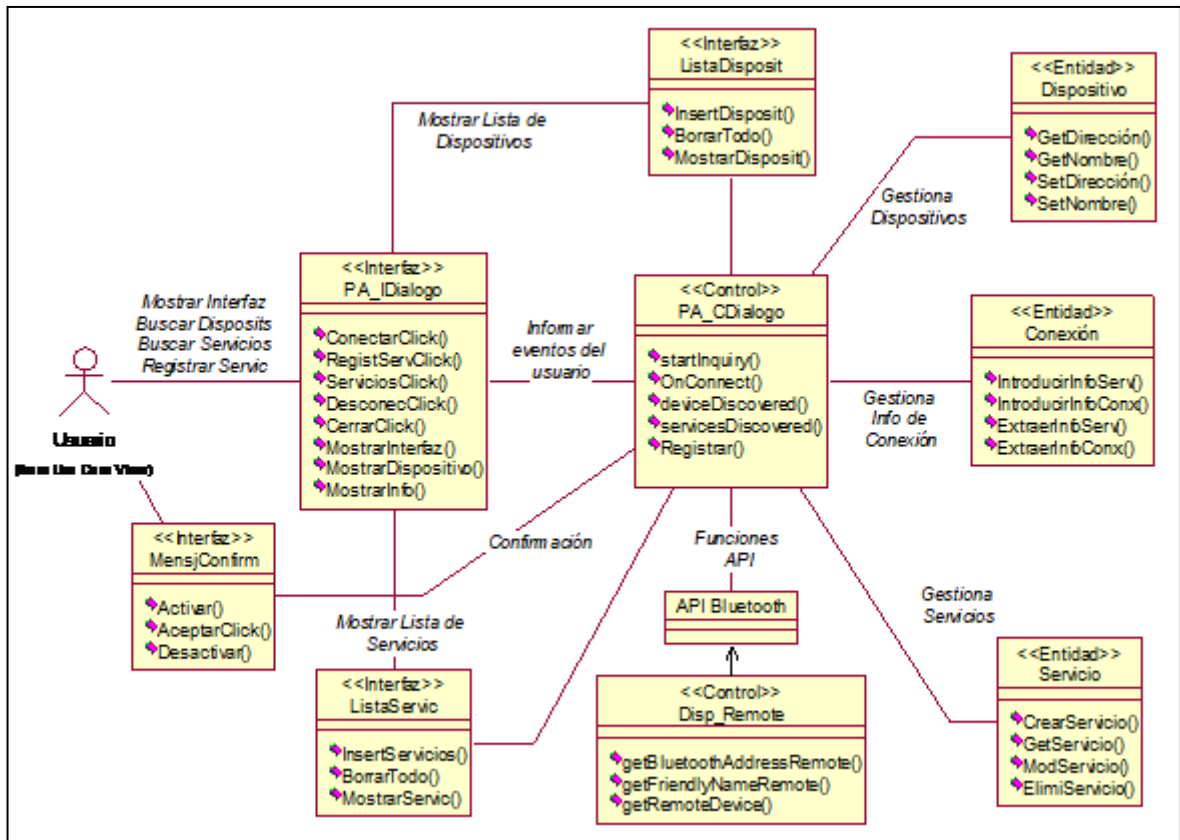 <<Interfaz>>
ListaDisposit
InsertDisposit()
BorrarTodo()
MostrarDisposit()
<<Entidad>>
Dispositivo
GetDirección()
GetNombre()
SetDirección()
SetNombre()
Mostrar Lista de
Dispositivos
Gestiona
Dispositivos
<<Interfaz>>
PA_IDialogo
ConectarClick()
RegistServClick()
ServiciosClick()
DesconecClick()
CerrarClick()
MostrarInterfaz()
MostrarDispositivo()
MostrarInfo()
<<Control>>
PA_CDialogo
startInquiry()
OnConnect()
deviceDiscovered()
servicesDiscovered()
Registrar()
<<Entidad>>
Conexión
IntroducirInfoServ()
IntroducirInfoConx()
ExtraerInfoServ()
ExtraerInfoConx()
Mostrar Interfaz
Buscar Disposits
Buscar Servicios
Registrar Servic
Informar
eventos del
usuario
Gestiona
Info de
Conexión
Usuario
(from Use Case View)
<<Interfaz>>
MensjConfirm
Activar()
AceptarClick()
Desactivar()
Confirmación
Funciones
API
API Bluetooth
Gestiona
Servicios
Mostrar Lista de
Servicios
<<Interfaz>>
ListaServic
InsertServicios()
BorrarTodo()
MostrarServic()
<<Control>>
Disp_Remote
getBluetoothAddressRemote()
getFriendlyNameRemote()
getRemoteDevice()
<<Entidad>>
Servicio
CrearServicio()
GetServicio()
ModServicio()
ElimiServicio()